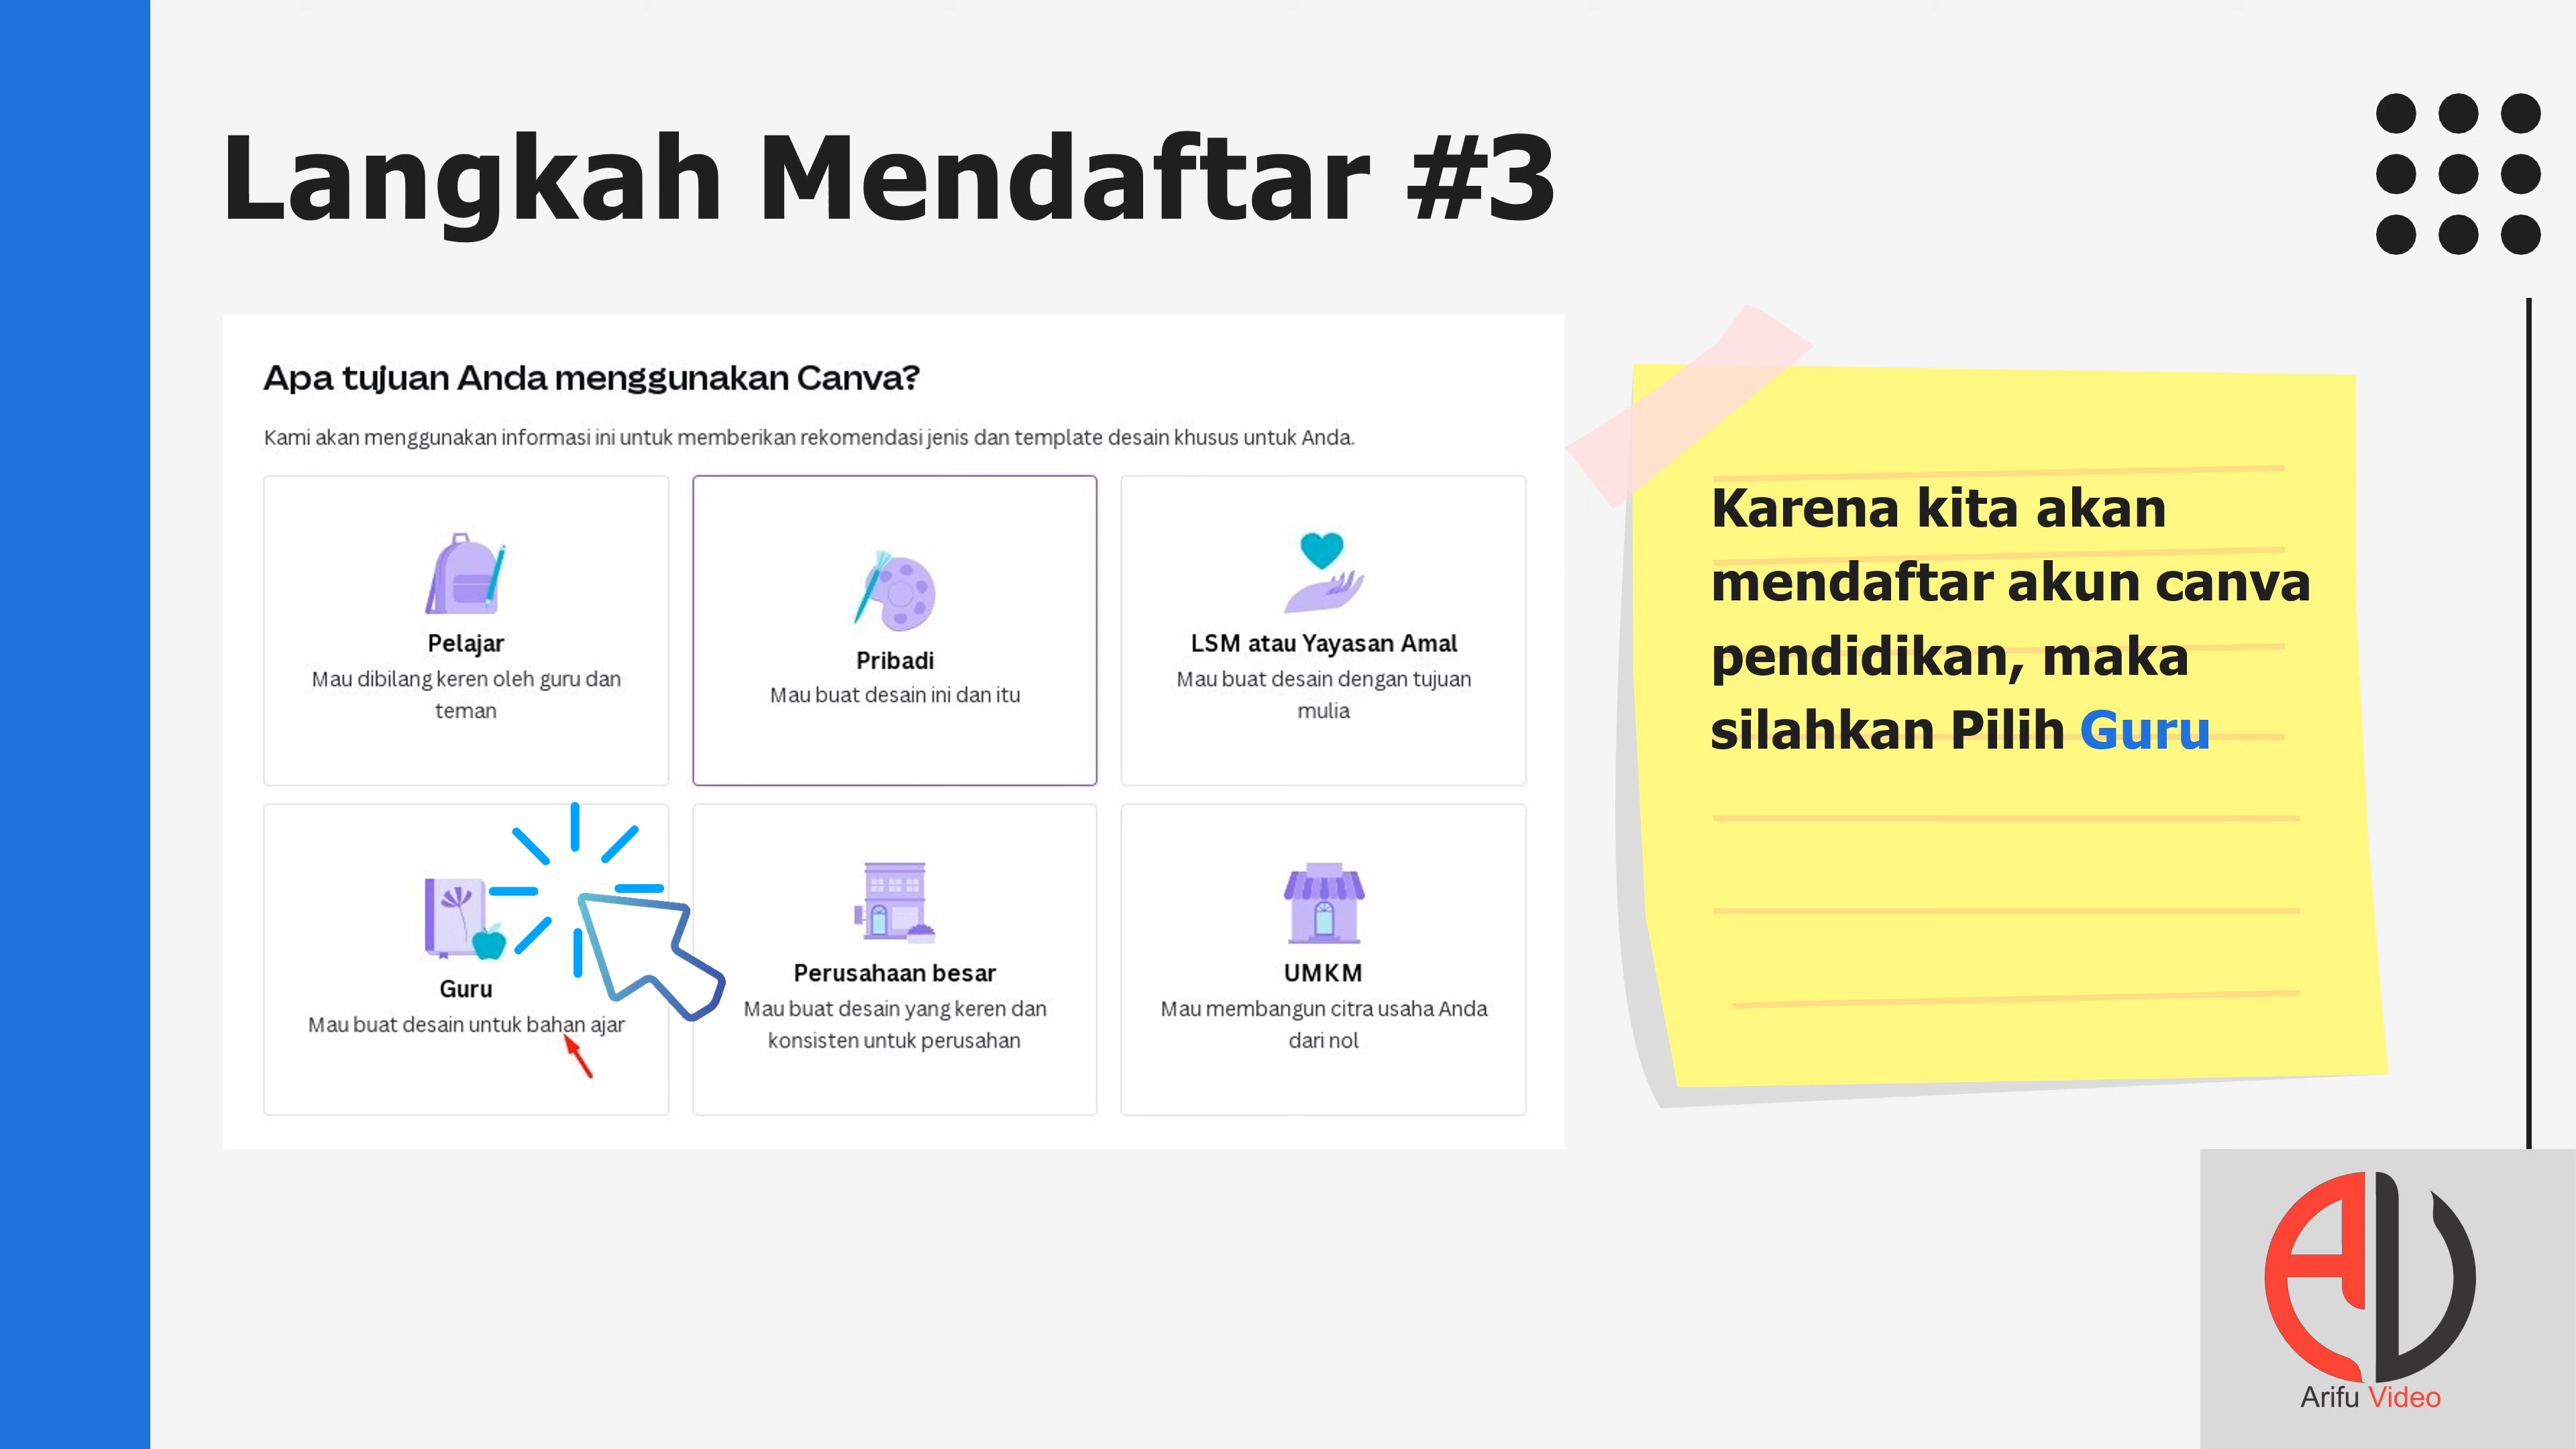 Langkah Mendaftar #3
Apa tujuan Anda menggunakan Canva?
Kami akan menggunakan informasi ini untuk memberikan rekomendasi jenis dan template desain khusus untuk Anda.
Pelajar
Mau dibilang keren oleh guru dan
teman
Pribadi
Mau buat desain ini dan itu
LSM atau Yayasan Amal
Mau buat desain dengan tujuan
mulia
Guru
Mau buat desain untuk bahan ajar
Perusahaan besar
Mau buat desain yang keren dan
konsisten untuk perusahan
UMKM
Mau membangun citra usaha Anda
dari nol
Karena kita akan
mendaftar akun canva
pendidikan, maka
silahkan Pilih Guru
Arifu Video